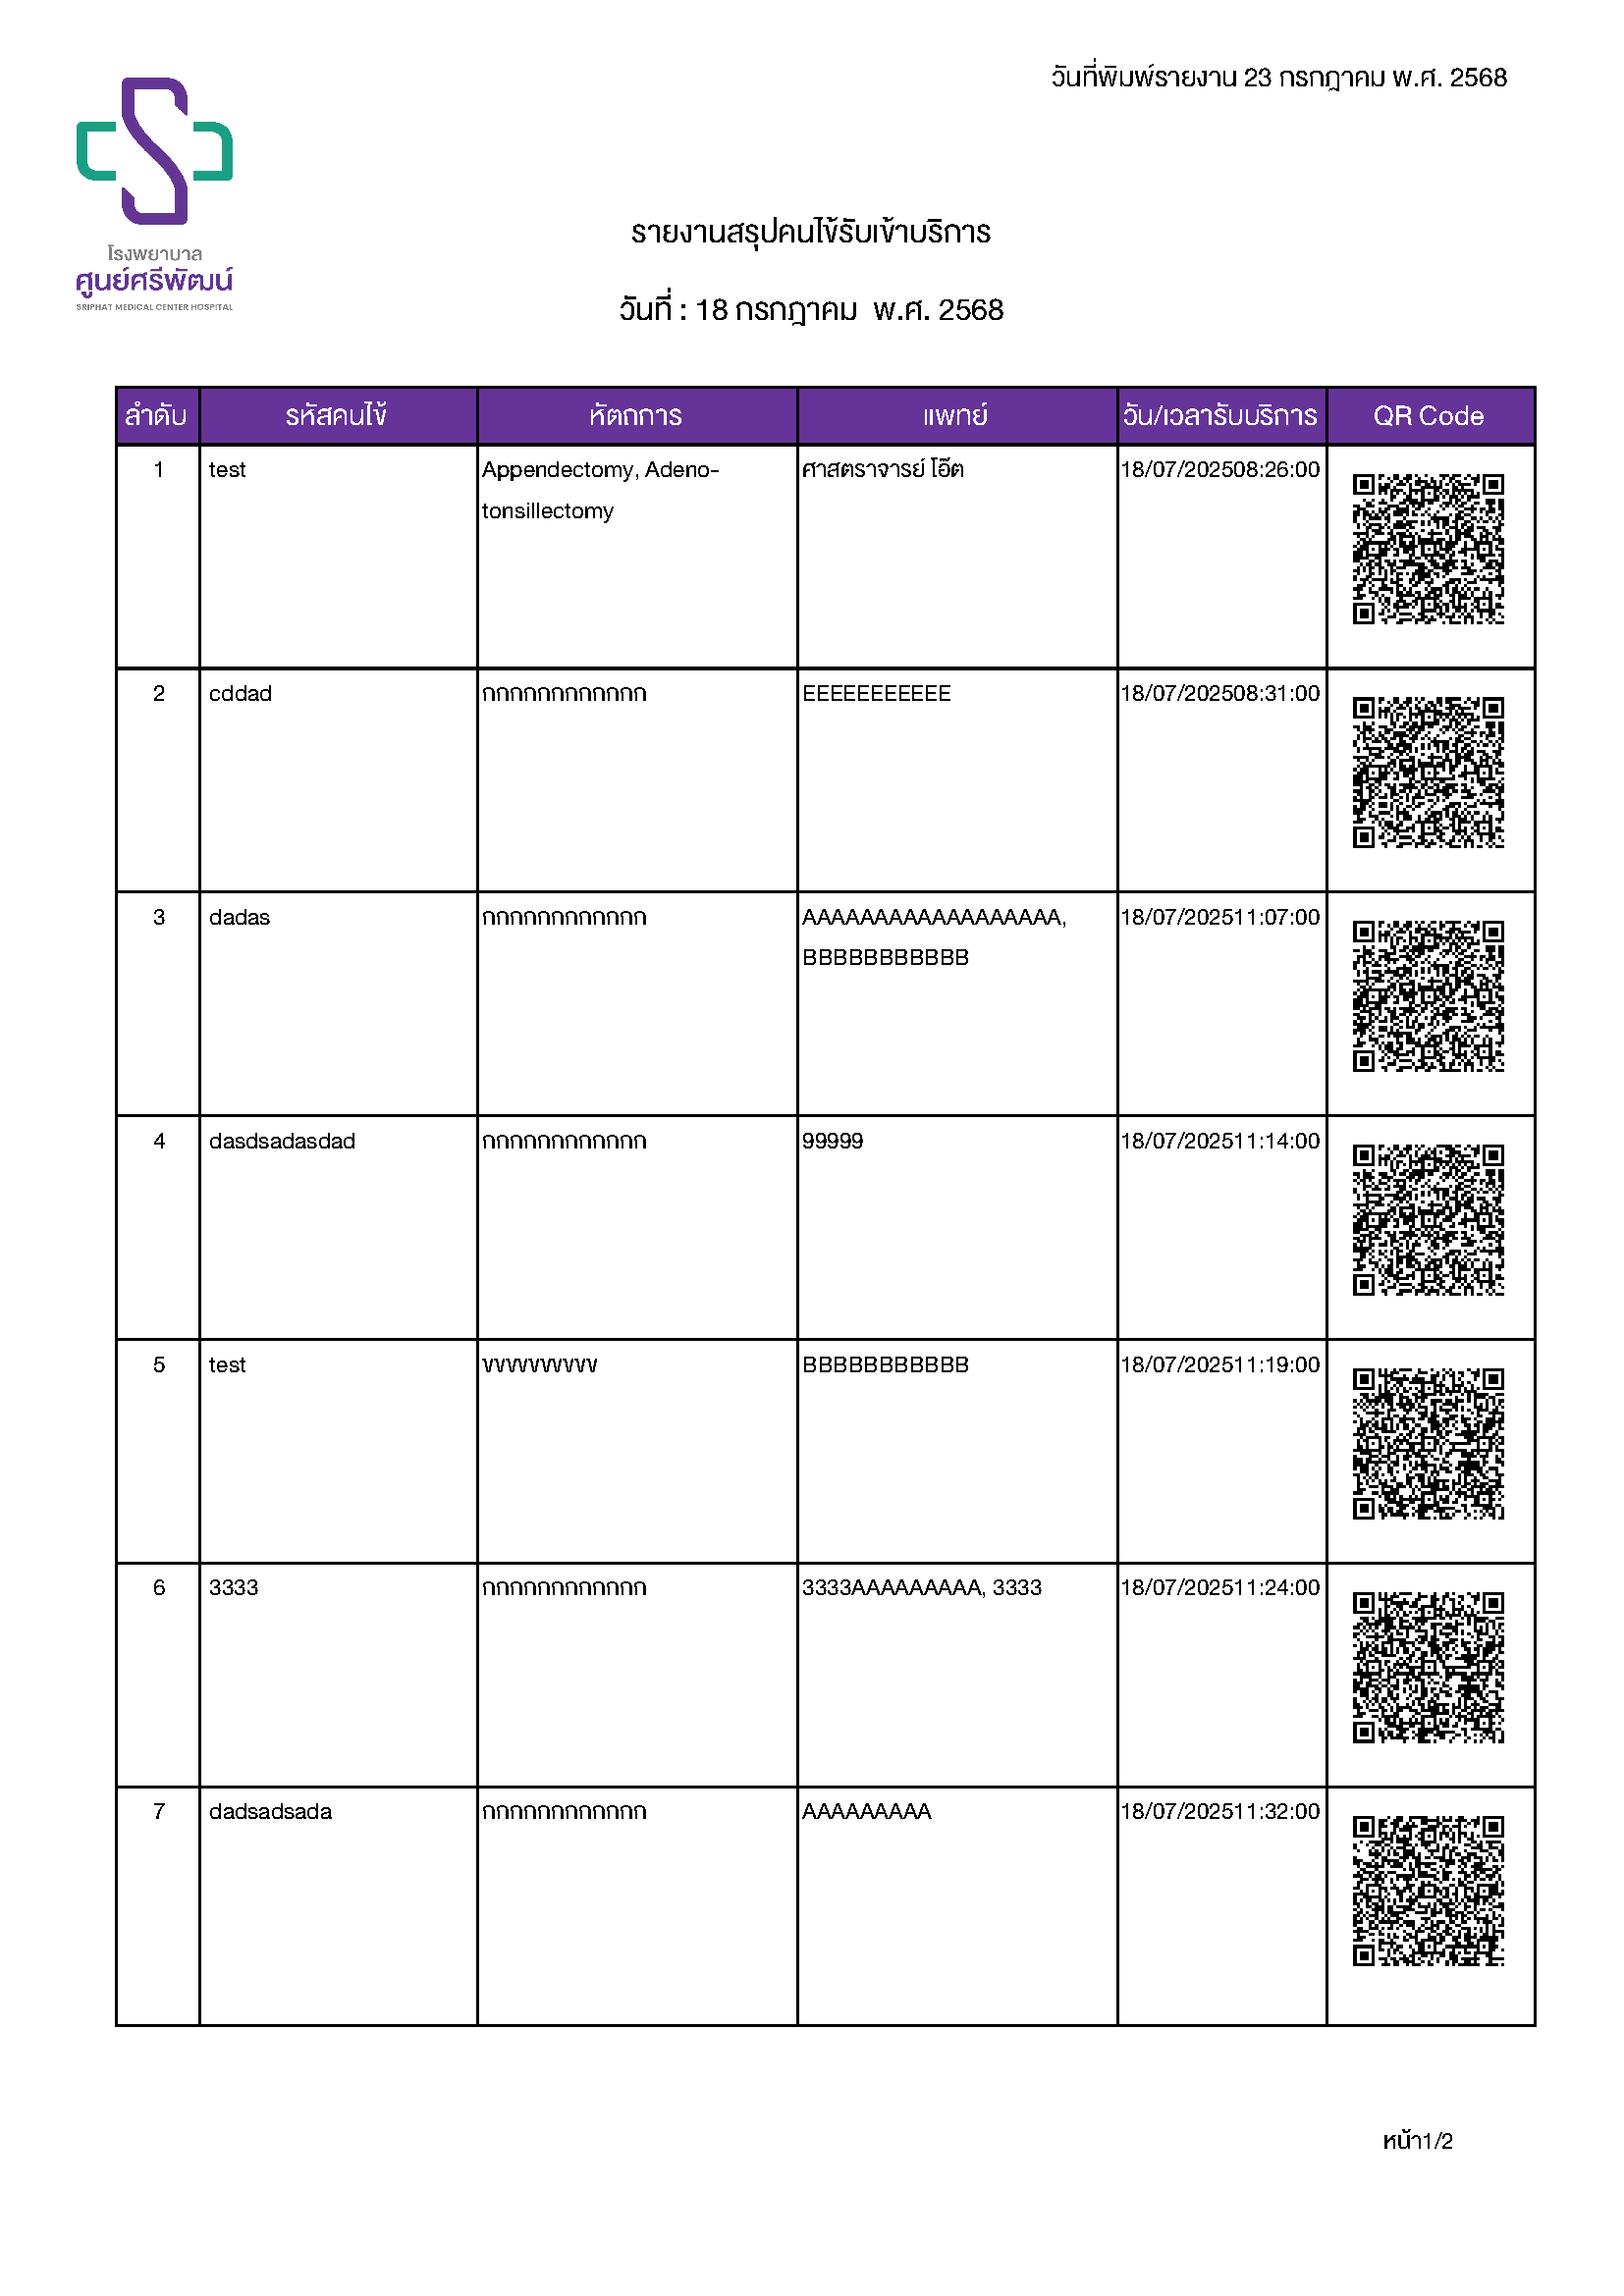 วันที่พิมพ์รายงาน 23 กรกฎาคม พ.ศ. 2568
โรงพยาบาล
ศูนย์ศรีพัฒน์
SRIPHAT MEDICAL CENTER HOSPITAL
รายงานสรุปคนไข้รับเข้าบริการ
วันที่ : 18 กรกฎาคม พ.ศ. 2568
ลำดับ รหัสคนไข้ หัตถการ แพทย์ วัน/เวลารับบริการ QR Code
1 test Appendectomy, Adeno- ศาสตราจารย์ โอ๊ต 18/07/202508:26:00
tonsillectomy
2 cddad กกกกกกกกกกกก EEEEEEEEEEE 18/07/202508:31:00
3 dadas กกกกกกกกกกกก AAAAAAAAAAAAAAAAAA, 18/07/202511:07:00
BBBBBBBBBBB
4 dasdsadasdad กกกกกกกกกกกก 99999 18/07/202511:14:00
5 test vvvvvvvvvv BBBBBBBBBBB 18/07/202511:19:00
6 3333 กกกกกกกกกกกก 3333AAAAAAAAA, 3333 18/07/202511:24:00
7 dadsadsada กกกกกกกกกกกก AAAAAAAAA 18/07/202511:32:00
หน้า1/2